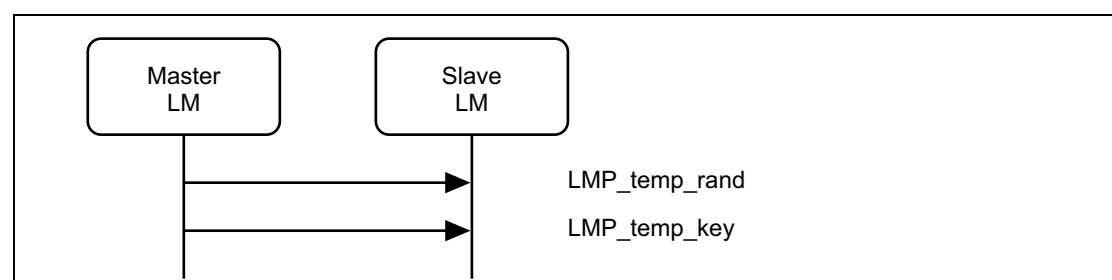 Master
LM
Slave
LM
LMP_temp_rand
LMP_temp_key